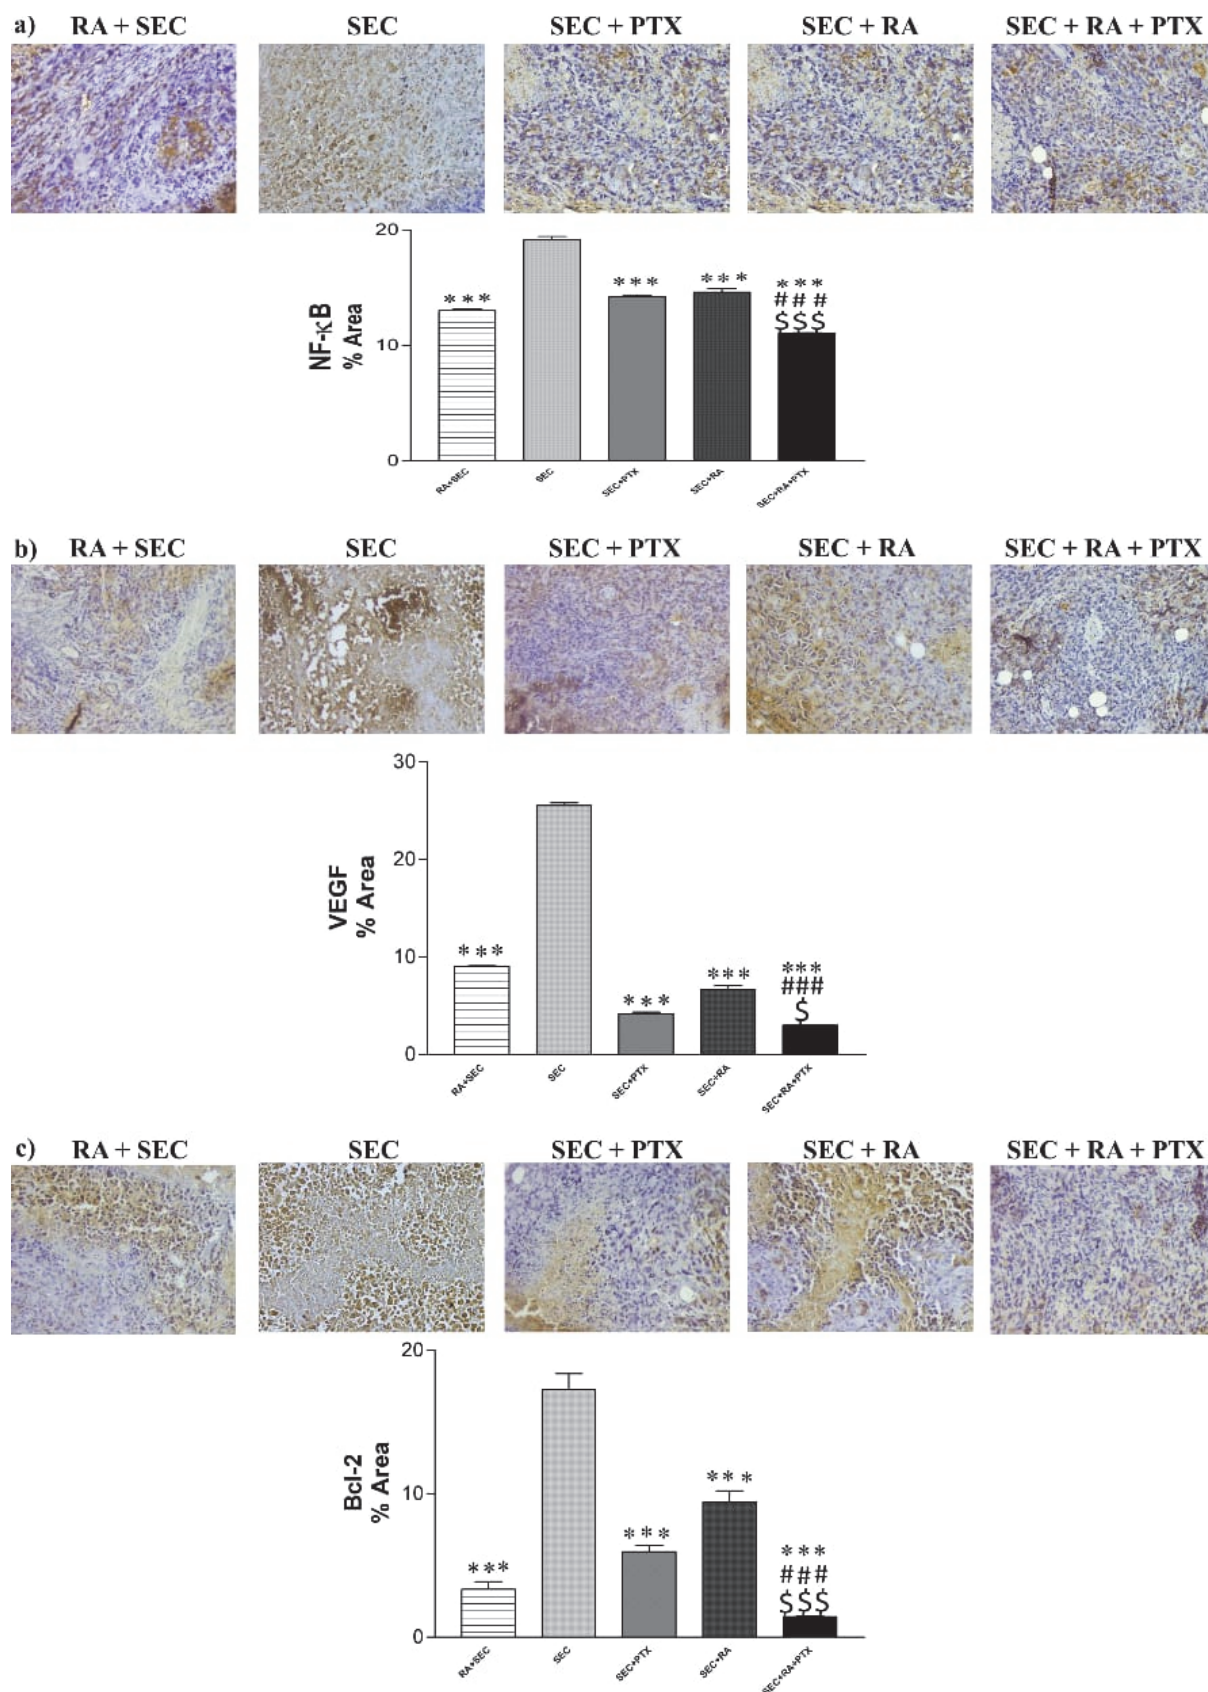 a) RA + SEC SEC SEC + PTX SEC + RA SEC + RA + PTX
20
10
0
NF-κB
% Area
***
***
***
***
###
$$$
RA+SEC SEC SEC+PTX SEC+RA SEC+RA+PTX
b) RA + SEC SEC SEC + PTX SEC + RA SEC + RA + PTX
30
20
10
0
VEGF
% Area
***
***
***
***
###
$
RA+SEC SEC SEC+PTX SEC+RA SEC+RA+PTX
c) RA + SEC SEC SEC + PTX SEC + RA SEC + RA + PTX
20
10
0
Bcl-2
% Area
***
***
***
***
###
$$$
RA+SEC SEC SEC+PTX SEC+RA SEC+RA+PTX